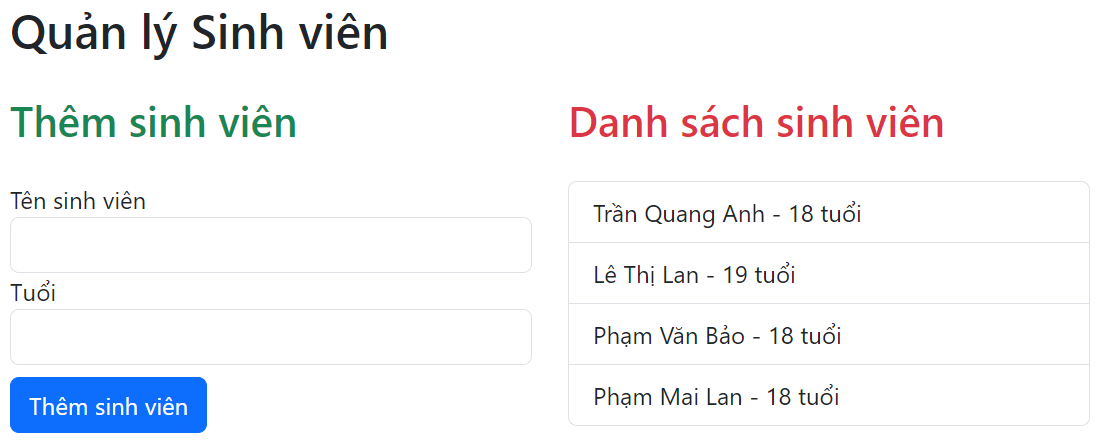 Quản lý Sinh viên
Thêm sinh viên
Tên sinh viên
Tuổi
Thêm sinh viên
Danh sách sinh viên
Trần Quang Anh - 18 tuổi
Lê Thị Lan - 19 tuổi
Phạm Văn Bảo - 18 tuổi
Phạm Mai Lan - 18 tuổi